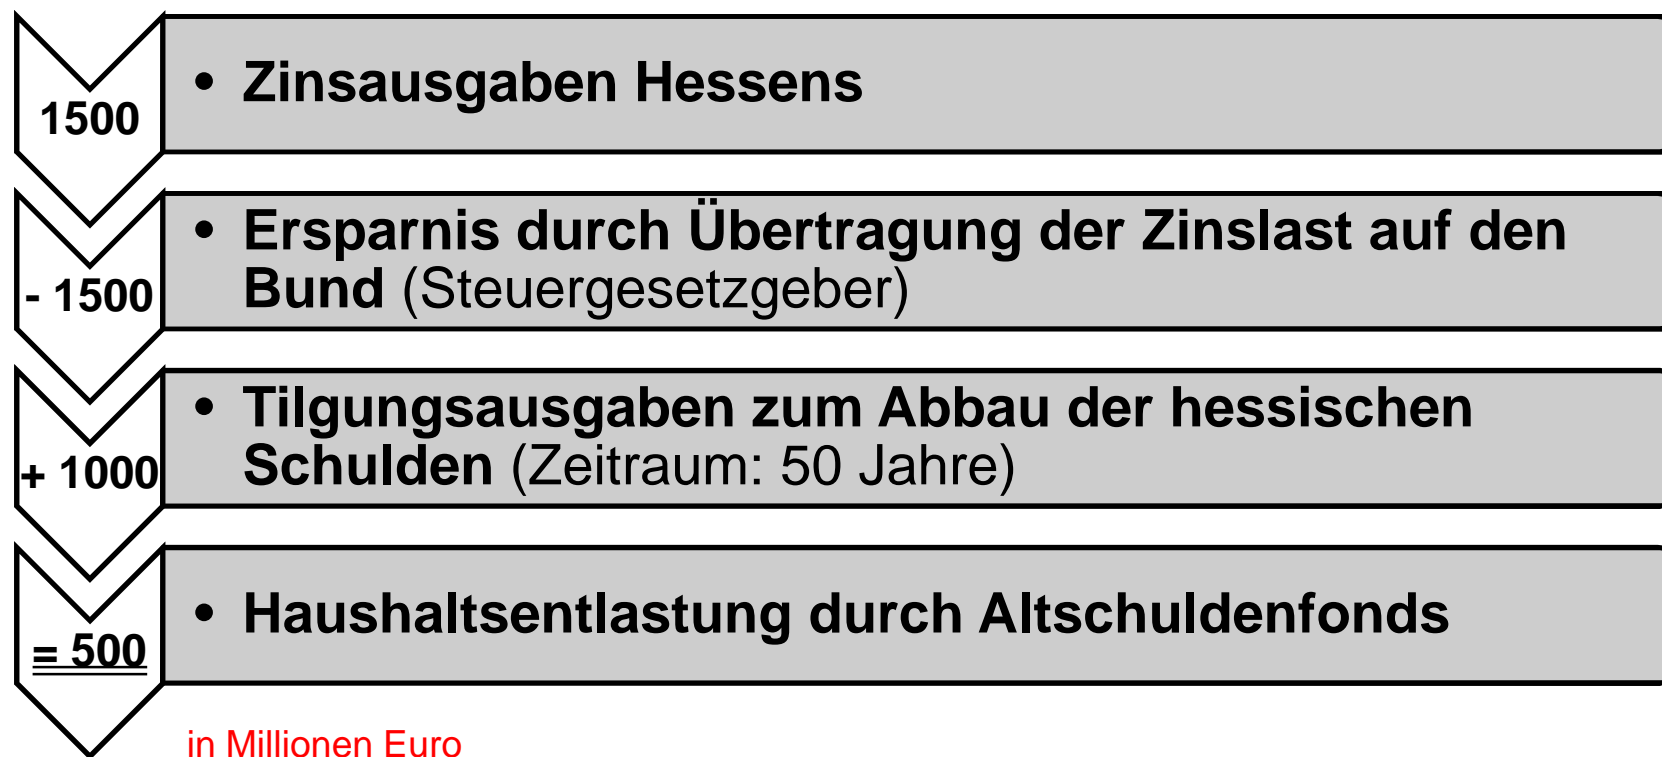 1500
• Zinsausgaben Hessens
- 1500
• Ersparnis durch Übertragung der Zinslast auf den
Bund (Steuergesetzgeber)
+ 1000
• Tilgungsausgaben zum Abbau der hessischen
Schulden (Zeitraum: 50 Jahre)
= 500
• Haushaltsentlastung durch Altschuldenfonds
in Millionen Euro